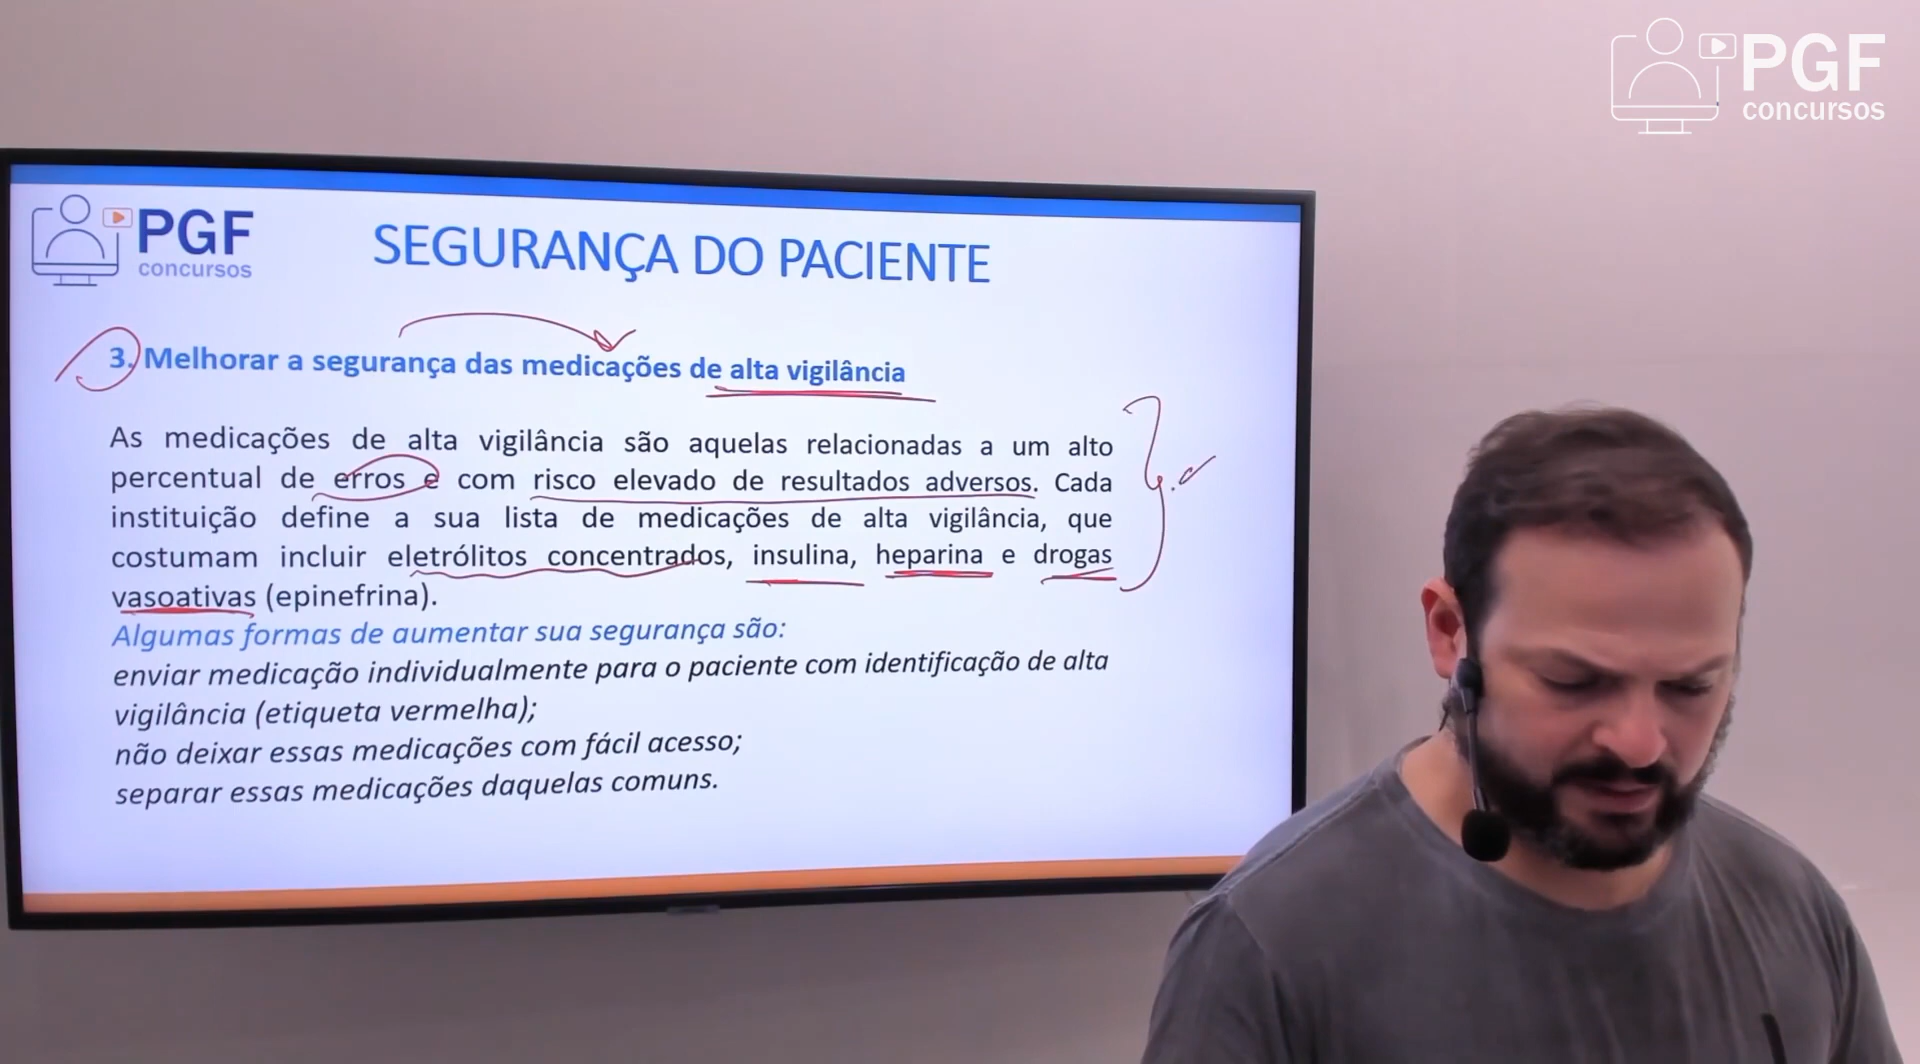 PGF
concursos
PGF
concursos
SEGURANÇA DO PACIENTE
3. Melhorar a segurança das medicações de alta vigilância
As medicações de alta vigilância são aquelas relacionadas a um alto
percentual de erros e com risco elevado de resultados adversos. Cada
instituição define a sua lista de medicações de alta vigilância, que
costumam incluir eletrólitos concentrados, insulina, heparina e drogas
vasoativas (epinefrina).
Algumas formas de aumentar sua segurança são:
enviar medicação individualmente para o paciente com identificação de alta
vigilância (etiqueta vermelha);
não deixar essas medicações com fácil acesso;
separar essas medicações daquelas comuns.